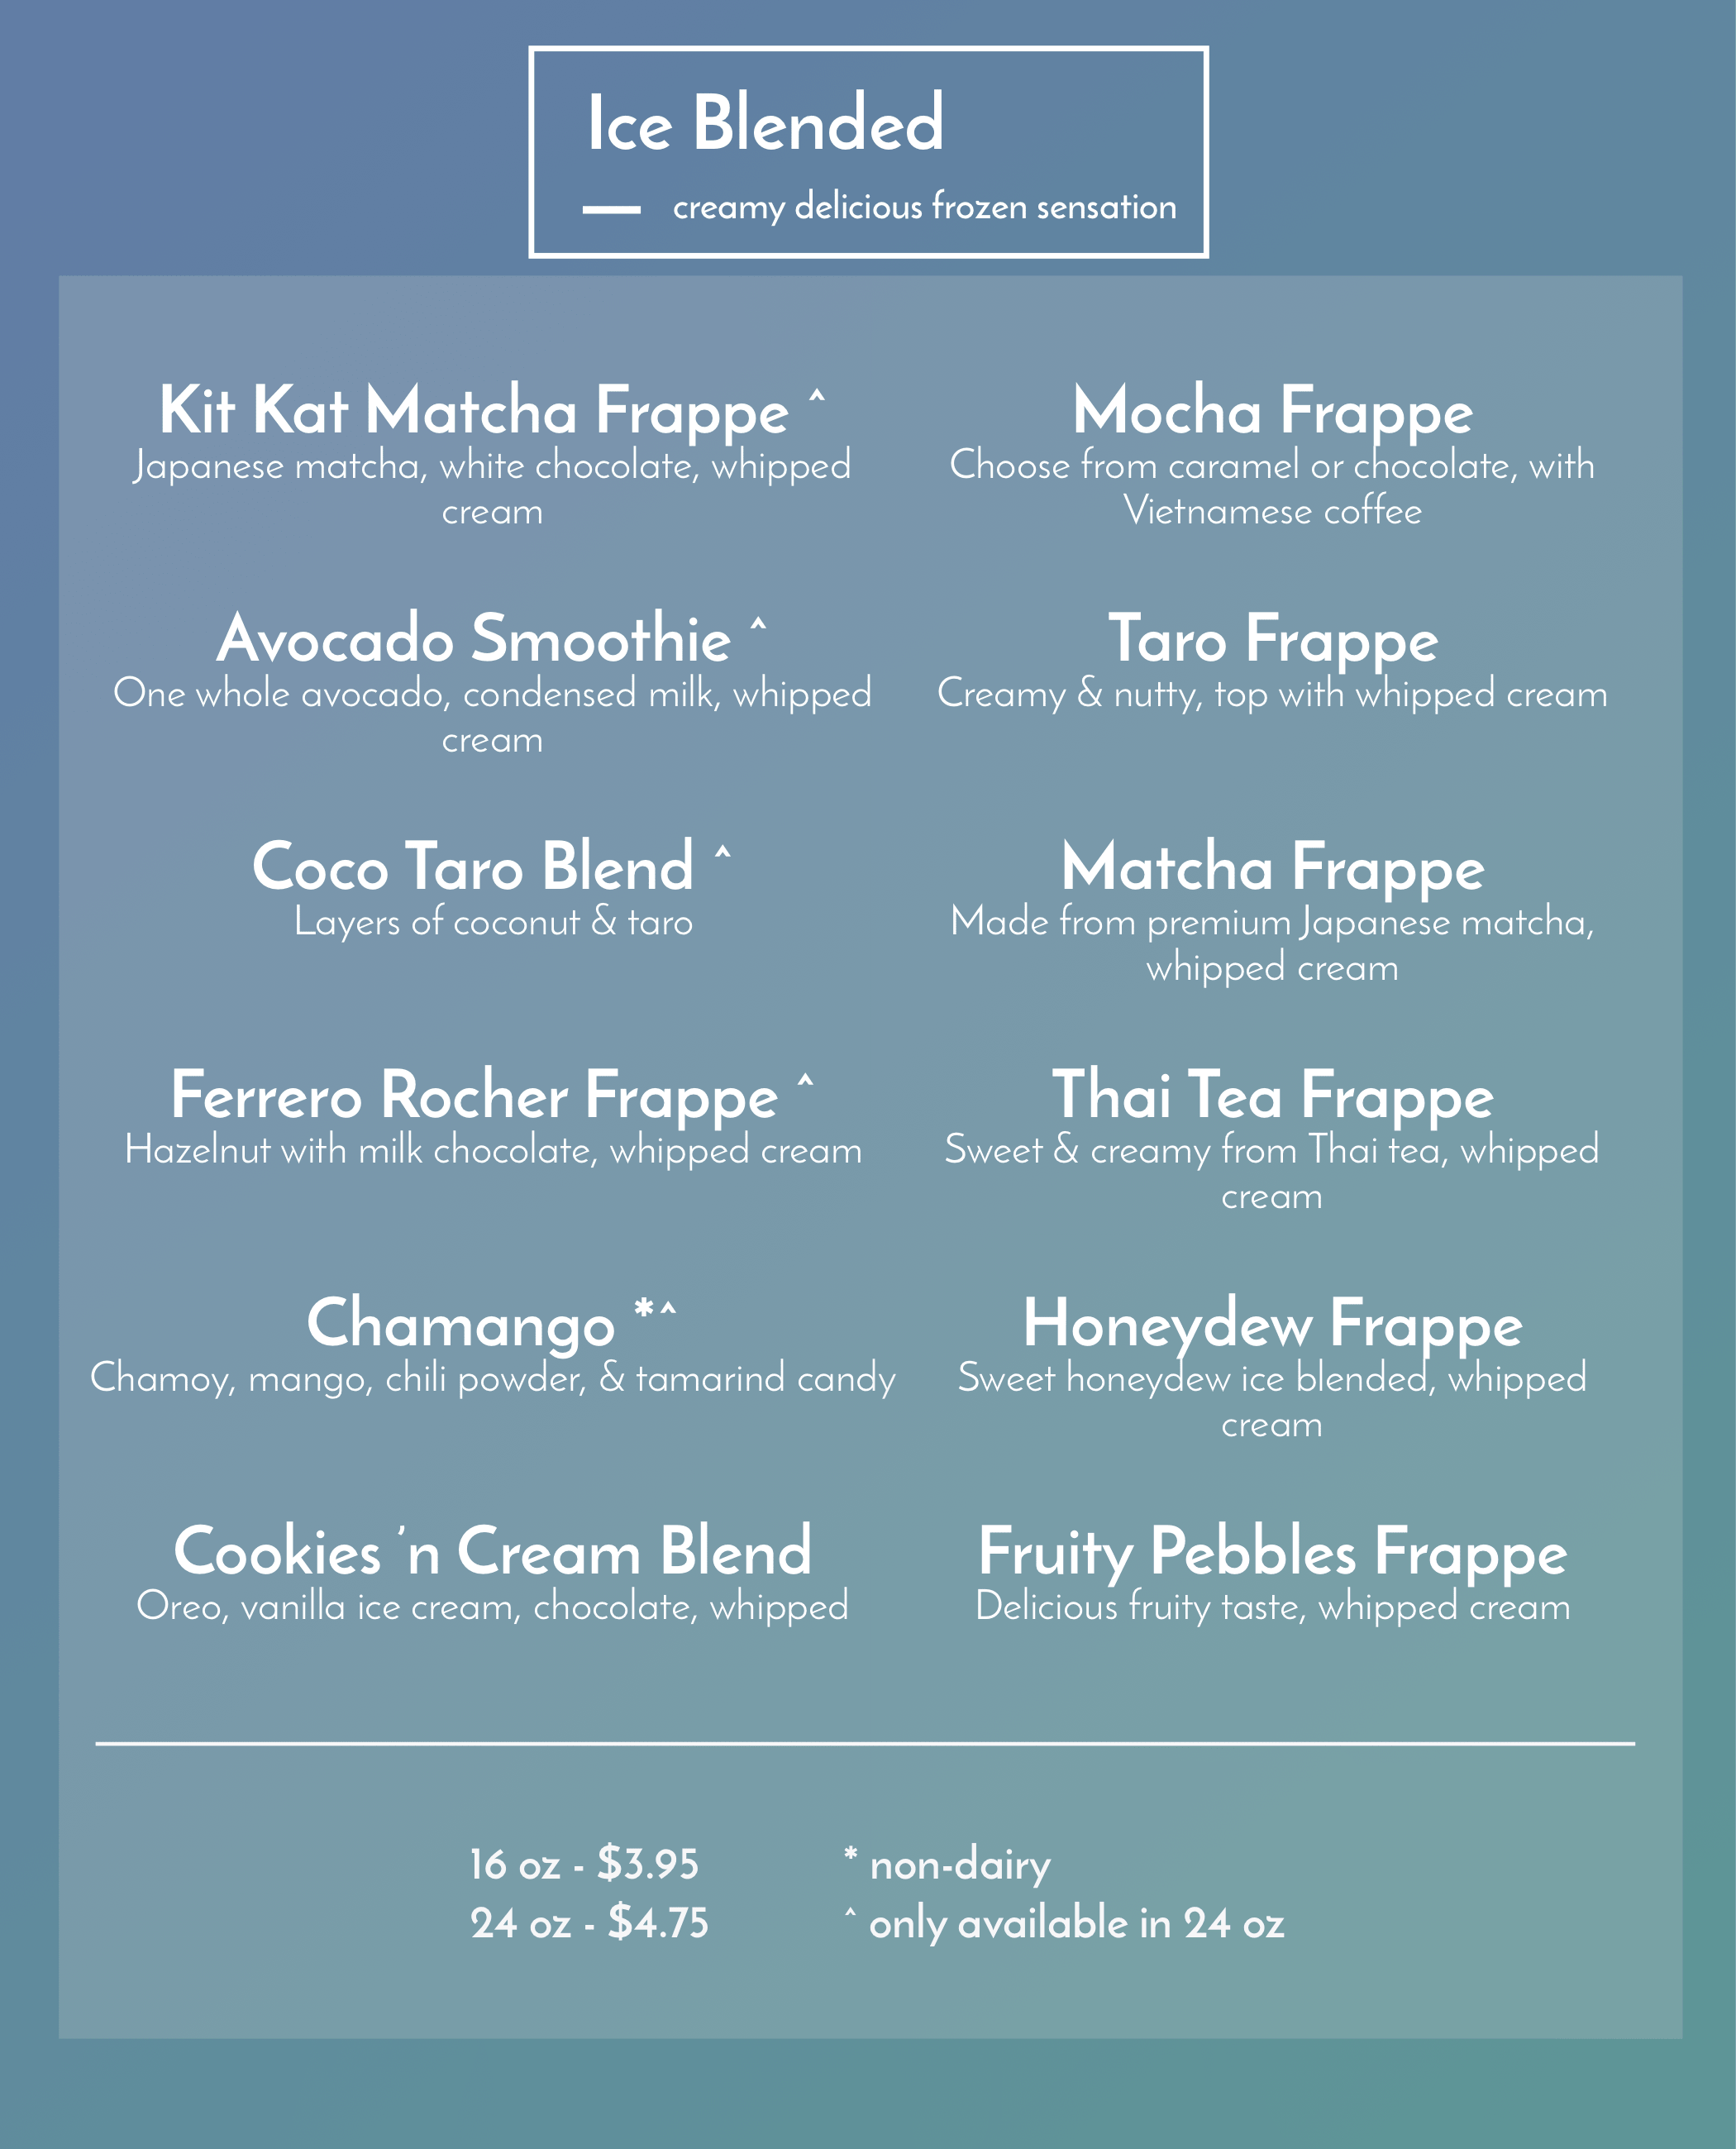 Ice Blended
creamy delicious frozen sensation
Kit Kat Matcha Frappe ^
Japanese matcha, white chocolate, whipped
cream
Avocado Smoothie ^
One whole avocado, condensed milk, whipped
cream
Coco Taro Blend ^
Layers of coconut & taro
Ferrero Rocher Frappe ^
Hazelnut with milk chocolate, whipped cream
Chamango *^
Chamoy, mango, chili powder, & tamarind candy
Cookies 'n Cream Blend
Oreo, vanilla ice cream, chocolate, whipped
Mocha Frappe
Choose from caramel or chocolate, with
Vietnamese coffee
Taro Frappe
Creamy & nutty, top with whipped cream
Matcha Frappe
Made from premium Japanese matcha,
whipped cream
Thai Tea Frappe
Sweet & creamy from Thai tea, whipped
cream
Honeydew Frappe
Sweet honeydew ice blended, whipped
cream
Fruity Pebbles Frappe
Delicious fruity taste, whipped cream
16 oz - $3.95
24 oz - $4.75
* non-dairy
^ only available in 24 oz